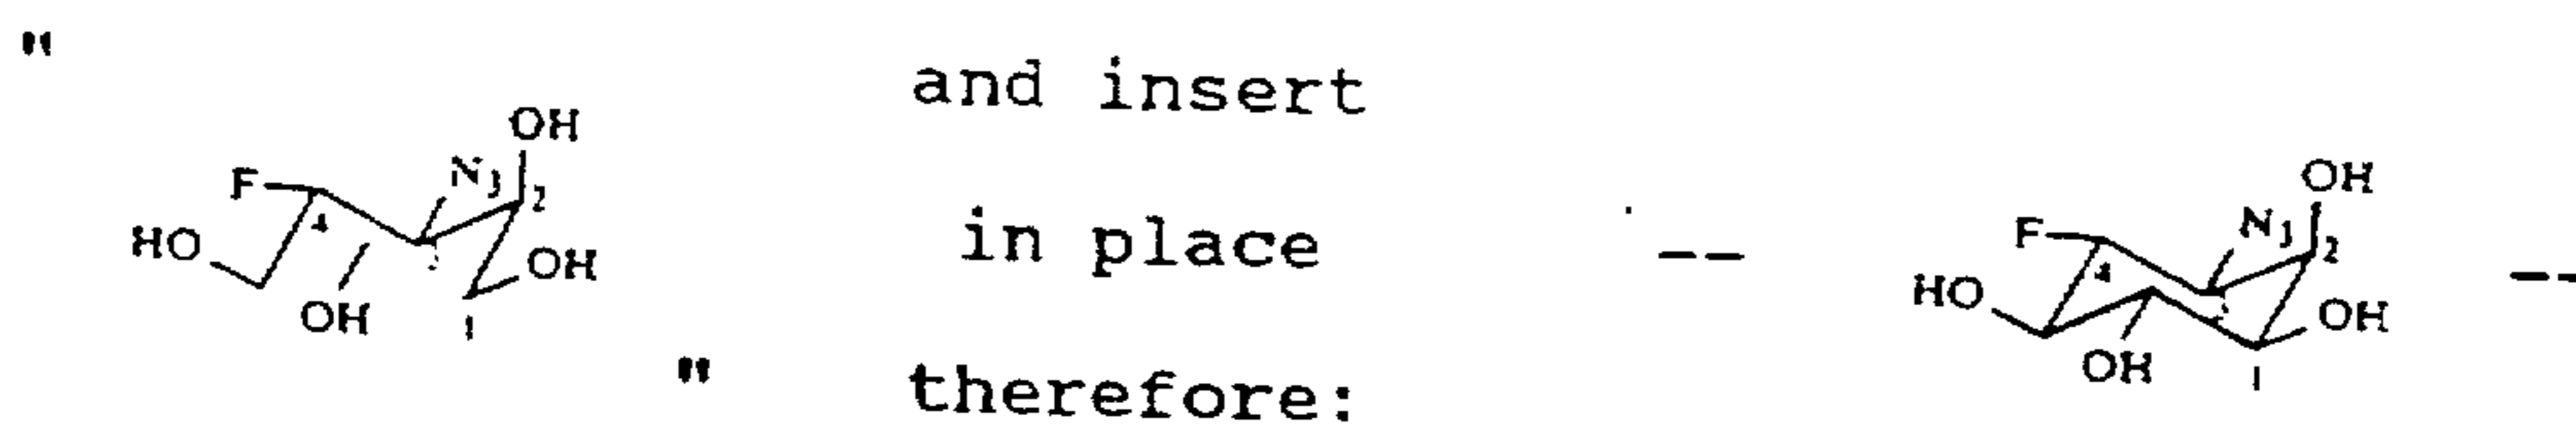 "
and insert
OH
N3
F
2
4
HO
OH
OH
1
in place
"
therefore:
--
OH
N3
F
2
4
HO
OH
OH
1
--